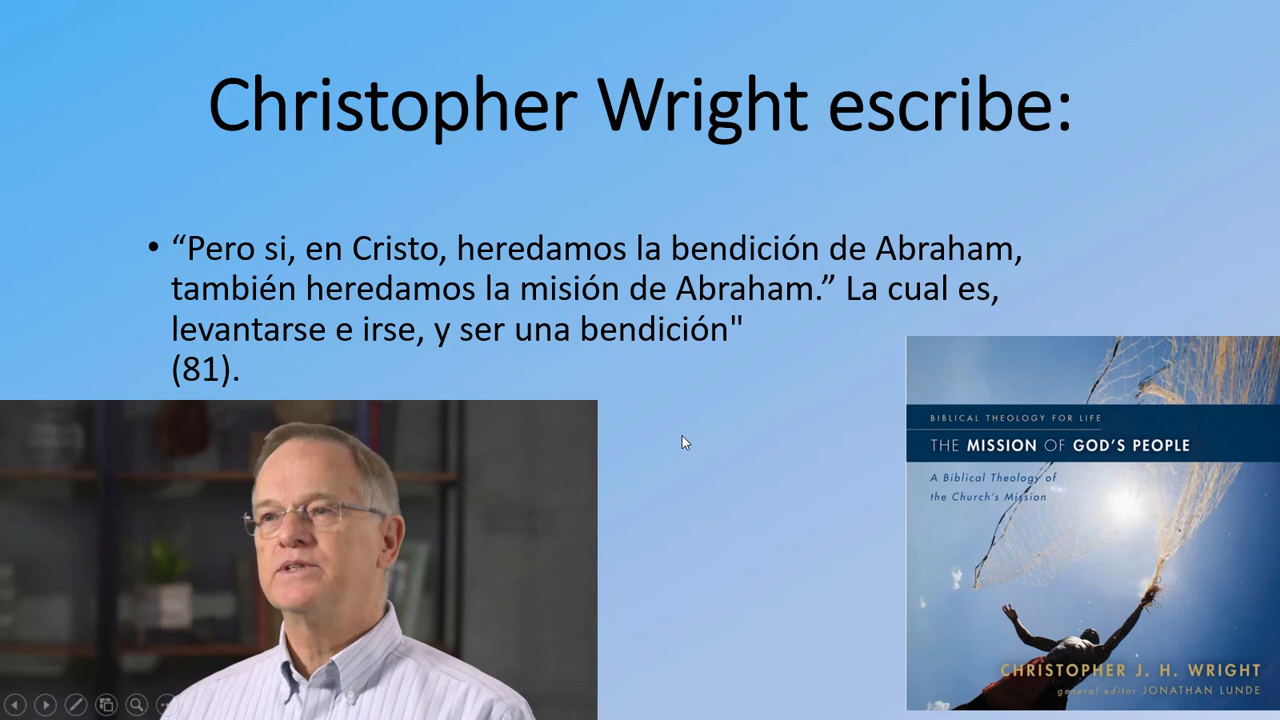 Christopher Wright escribe:
• “Pero si, en Cristo, heredamos la bendición de Abraham,
también heredamos la misión de Abraham.” La cual es,
levantarse e irse, y ser una bendición"
(81).
BIBLICAL THEOLOGY FOR LIFE
THE MISSION OF GOD'S PEOPLE
A Biblical Theology of
the Church's Mission
CHRISTOPHER J. H. WRIGHT
general editor JONATHAN LUNDE